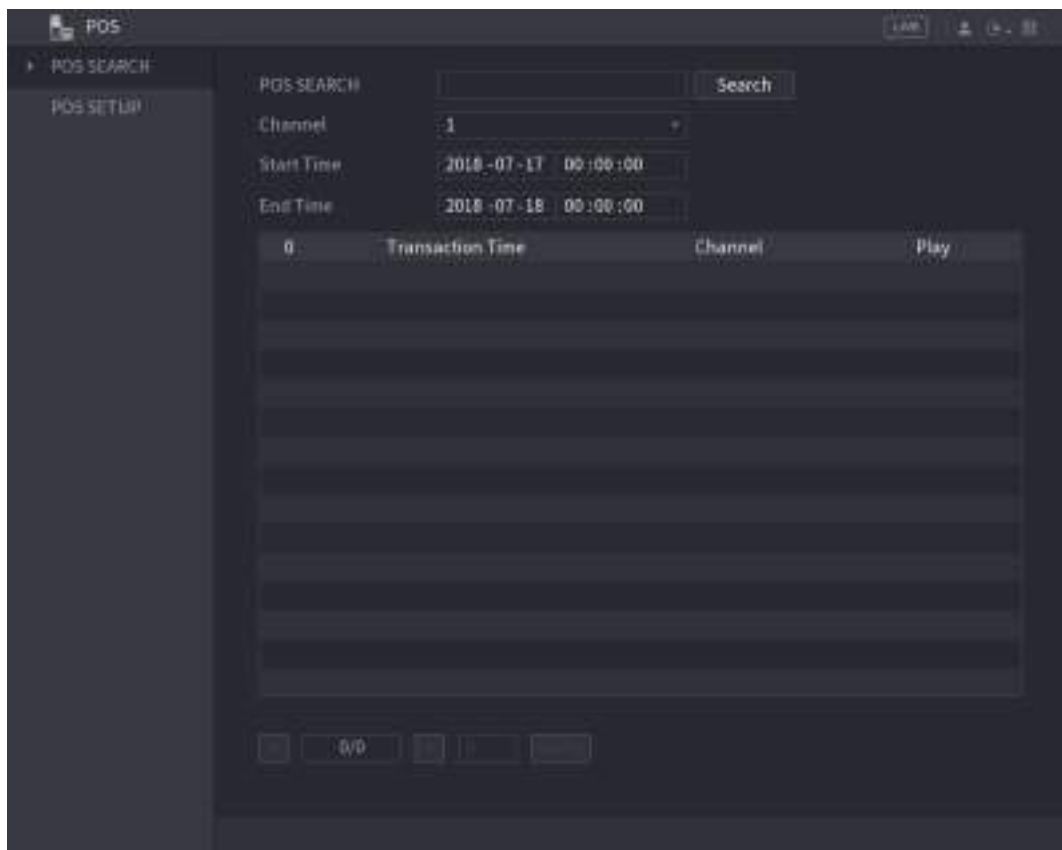 POS
LIVE
POS SEARCH
POS SETUP
POS SEARCH Search
Channel 1
Start Time 2018 -07 -17 00 :00 :00
End Time 2018 -07 -18 00 :00 :00
0 Transaction Time Channel Play
0/0